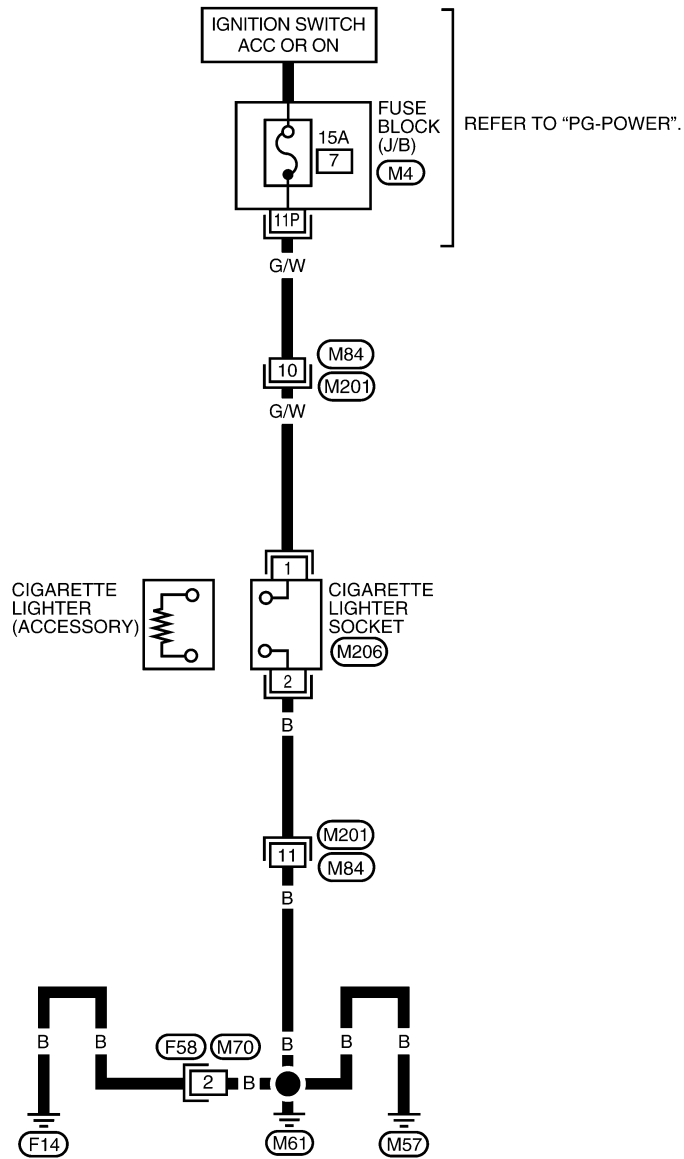 IGNITION SWITCH
ACC OR ON
FUSE
BLOCK
(J/B)
M4
REFER TO “PG-POWER”.
15A
7
11P
G/W
10
M84
M201
G/W
1
CIGARETTE
LIGHTER
(ACCESSORY)
CIGARETTE
LIGHTER
SOCKET
M206
2
B
11
M201
M84
B
B B B B B
F58 M70
2 B
F14 M61 M57